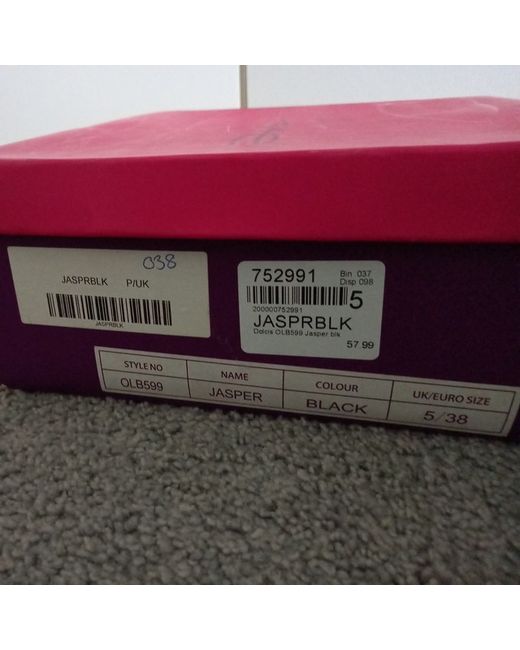 038
JASPRBLK P/UK
JASPRBLK
752991
Bin 037
Disp 098
5
200000752991
JASPRBLK
Dolcis OLB599 Jasper blk
57 99
STYLE NO NAME COLOUR UK/EURO SIZE
OLB599 JASPER BLACK 5/38